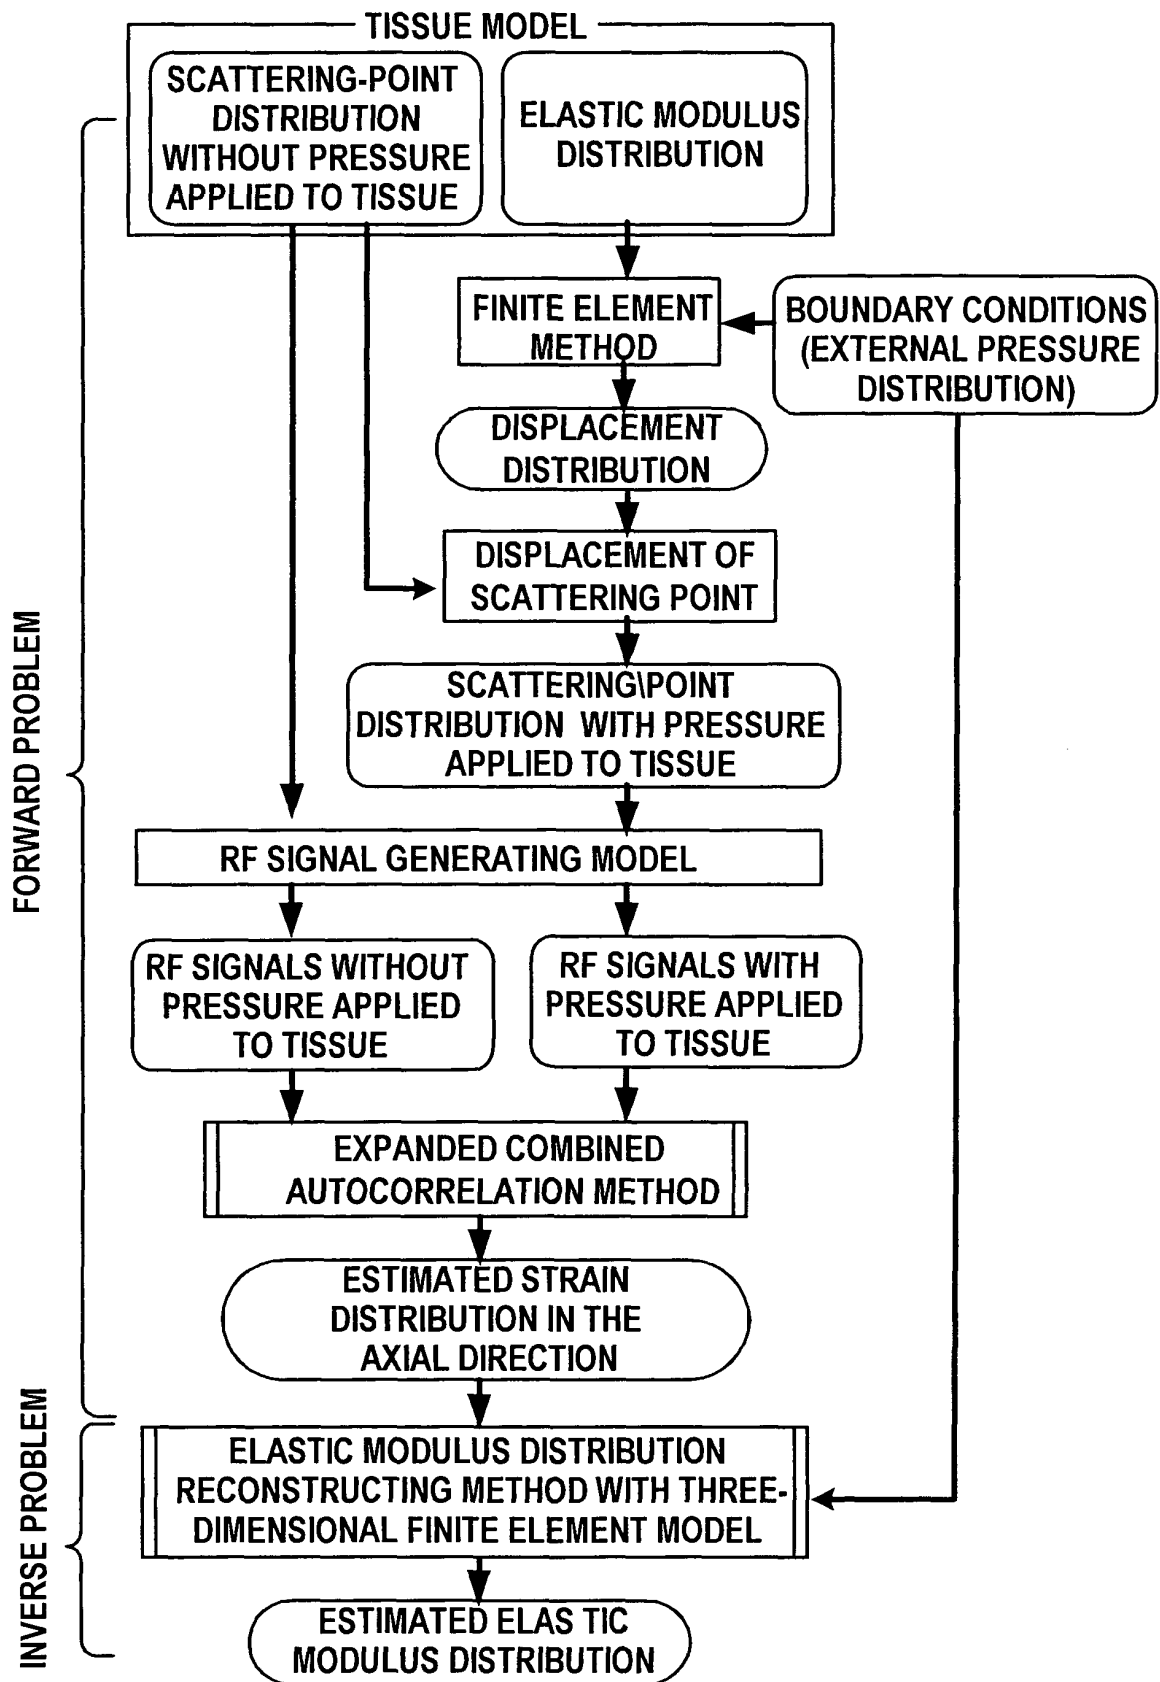 TISSUE MODEL
SCATTERING-POINT
DISTRIBUTION
WITHOUT PRESSURE
APPLIED TO TISSUE
ELASTIC MODULUS
DISTRIBUTION
FINITE ELEMENT
METHOD
BOUNDARY CONDITIONS
(EXTERNAL PRESSURE
DISTRIBUTION)
DISPLACEMENT
DISTRIBUTION
DISPLACEMENT OF
SCATTERING POINT
SCATTERING\POINT
DISTRIBUTION WITH PRESSURE
APPLIED TO TISSUE
FORWARD PROBLEM
RF SIGNAL GENERATING MODEL
RF SIGNALS WITHOUT
PRESSURE APPLIED
TO TISSUE
RF SIGNALS WITH
PRESSURE APPLIED
TO TISSUE
EXPANDED COMBINED
AUTOCORRELATION METHOD
ESTIMATED STRAIN
DISTRIBUTION IN THE
AXIAL DIRECTION
INVERSE PROBLEM
ELASTIC MODULUS DISTRIBUTION
RECONSTRUCTING METHOD WITH THREE-
DIMENSIONAL FINITE ELEMENT MODEL
ESTIMATED ELAS TIC
MODULUS DISTRIBUTION